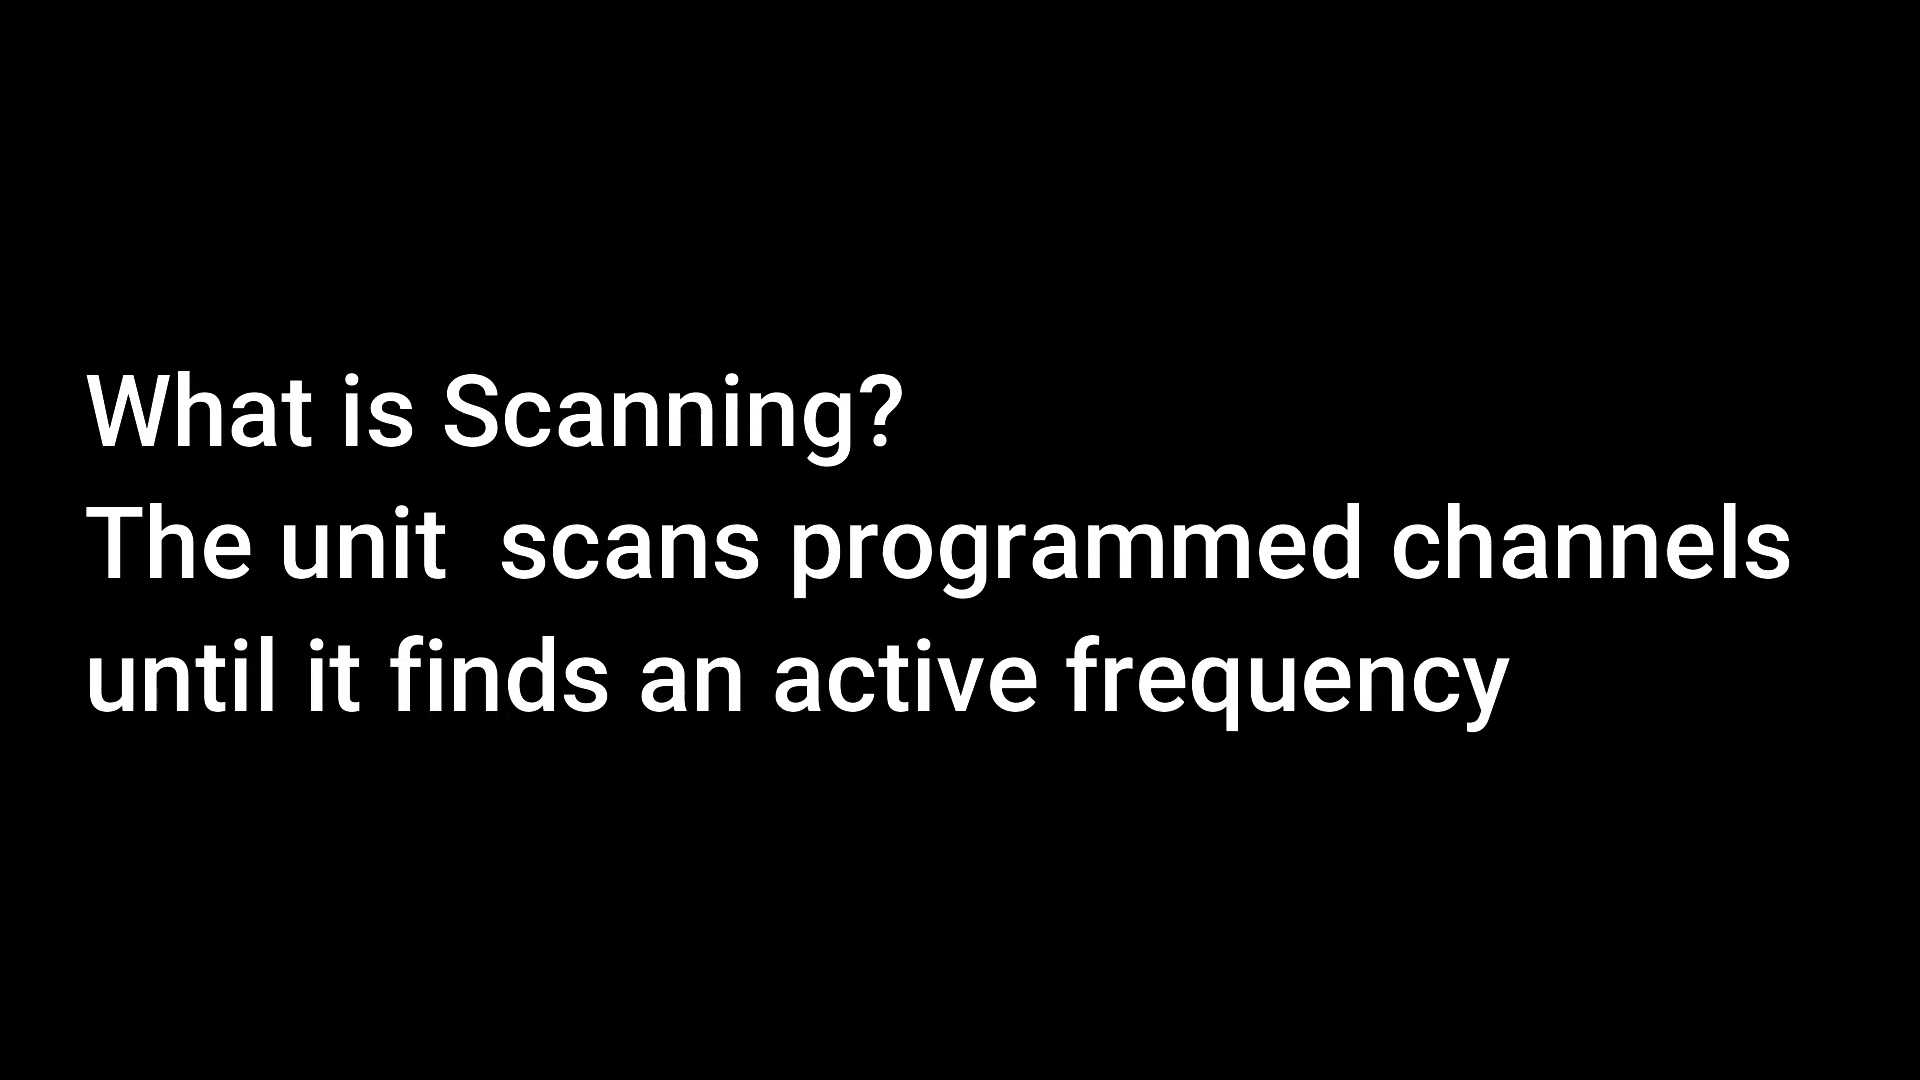 What is Scanning?
The unit  scans programmed channels
until it finds an active frequency